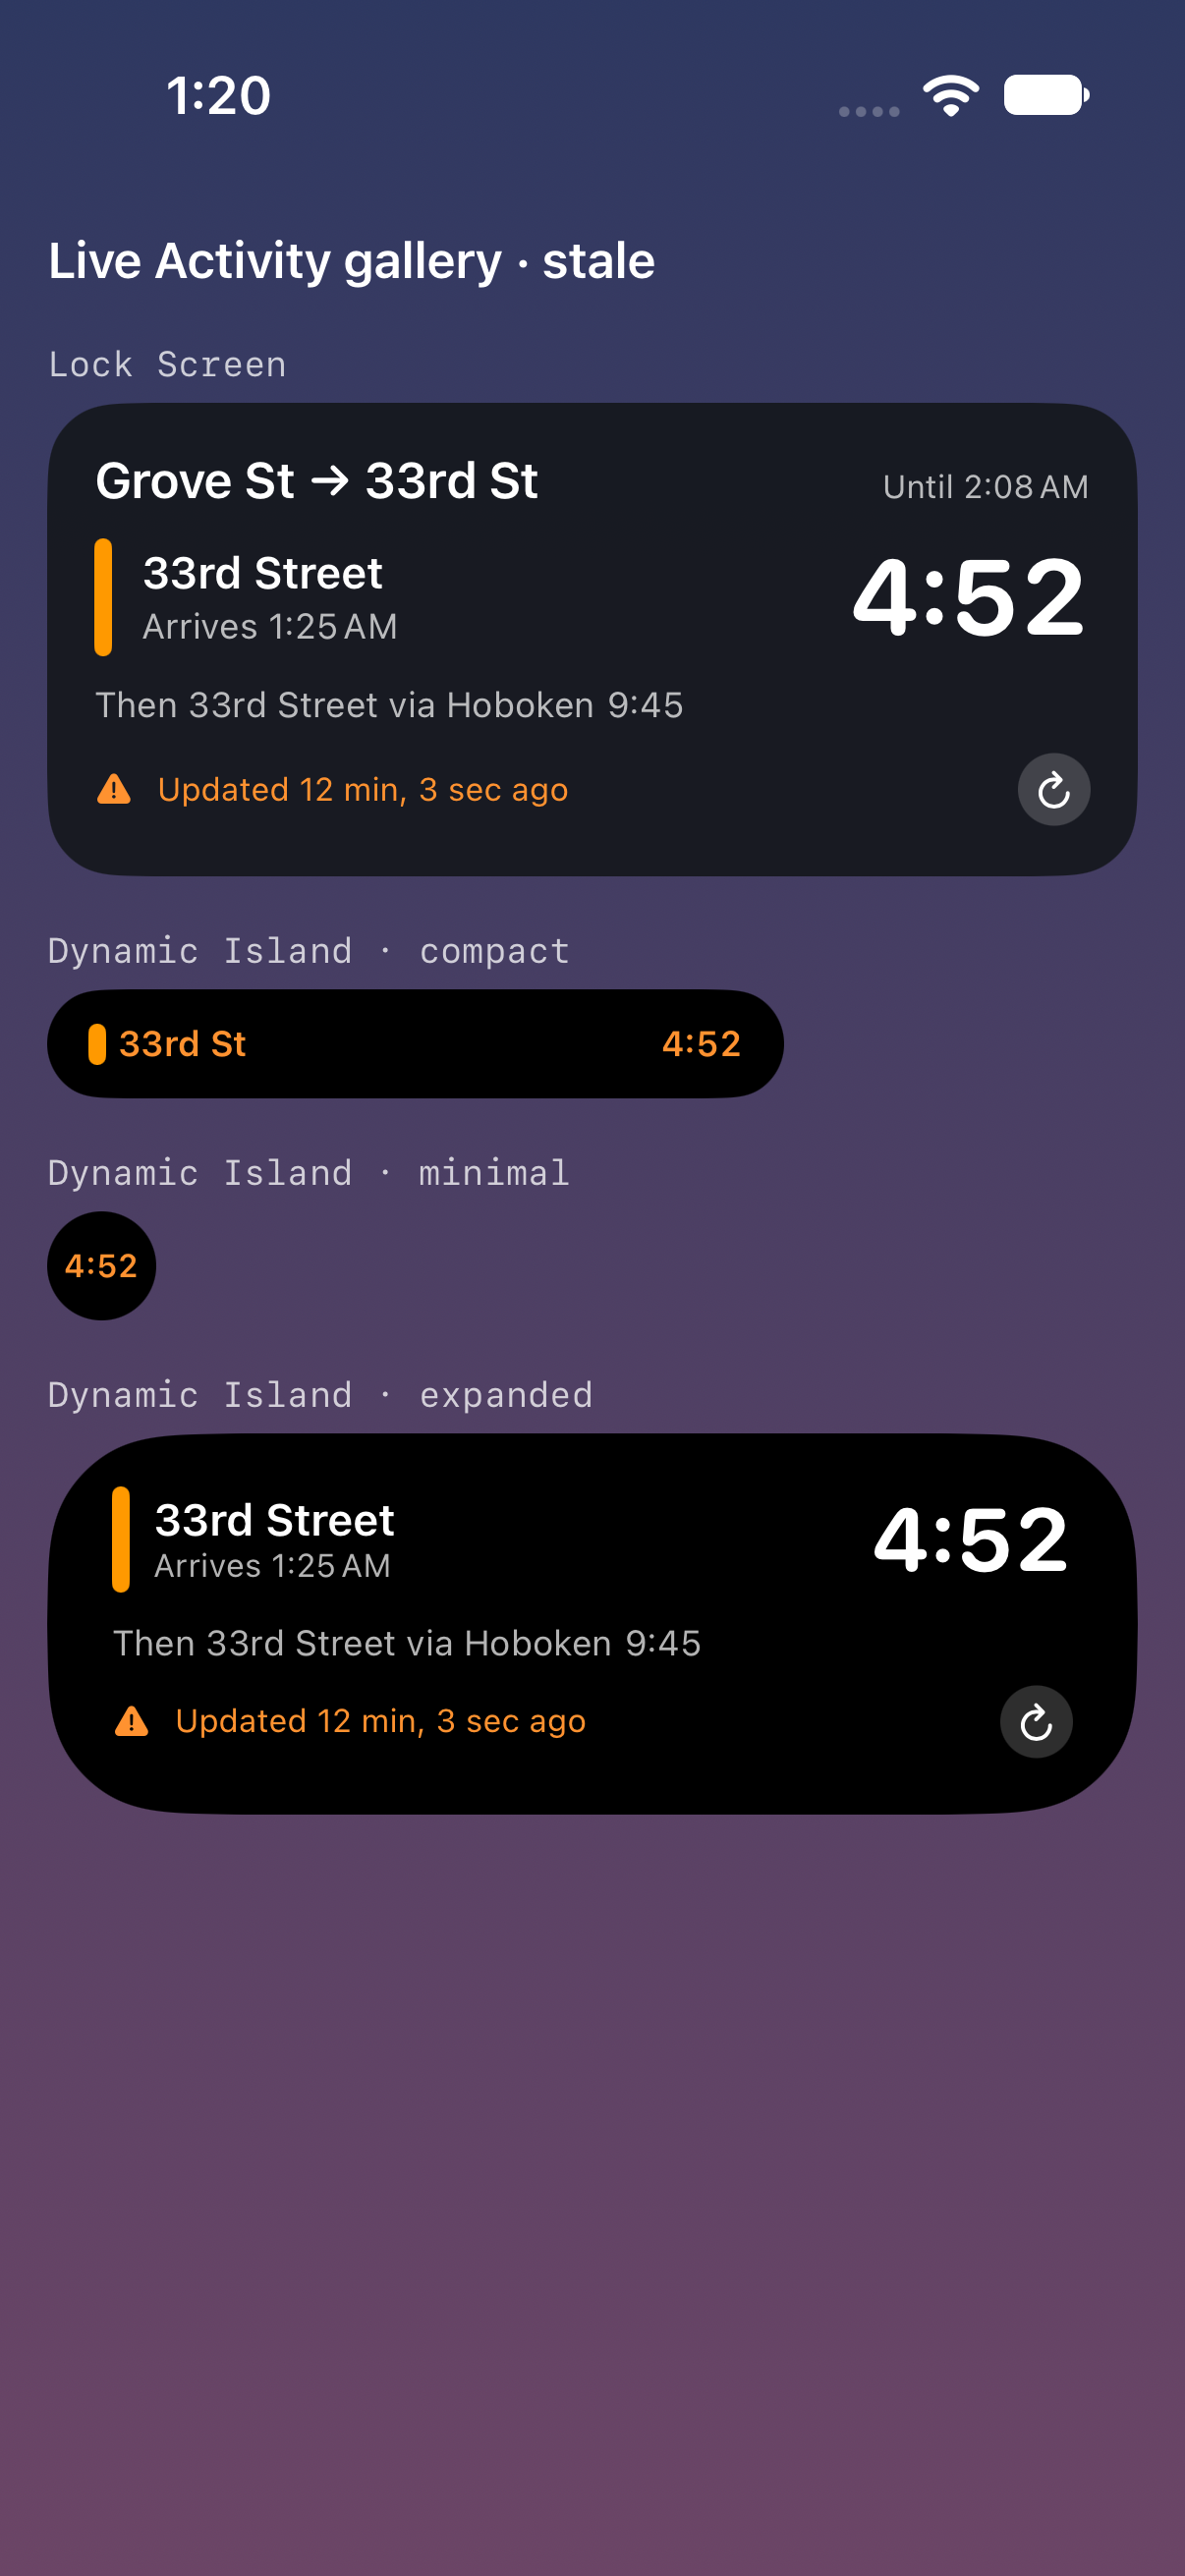 1:20
Live Activity gallery · stale
Lock Screen
Grove St → 33rd St
Until 2:08 AM
33rd Street
Arrives 1:25 AM
4:52
Then 33rd Street via Hoboken 9:45
Updated 12 min, 3 sec ago
Dynamic Island · compact
33rd St
4:52
Dynamic Island · minimal
4:52
Dynamic Island · expanded
33rd Street
Arrives 1:25 AM
4:52
Then 33rd Street via Hoboken 9:45
Updated 12 min, 3 sec ago